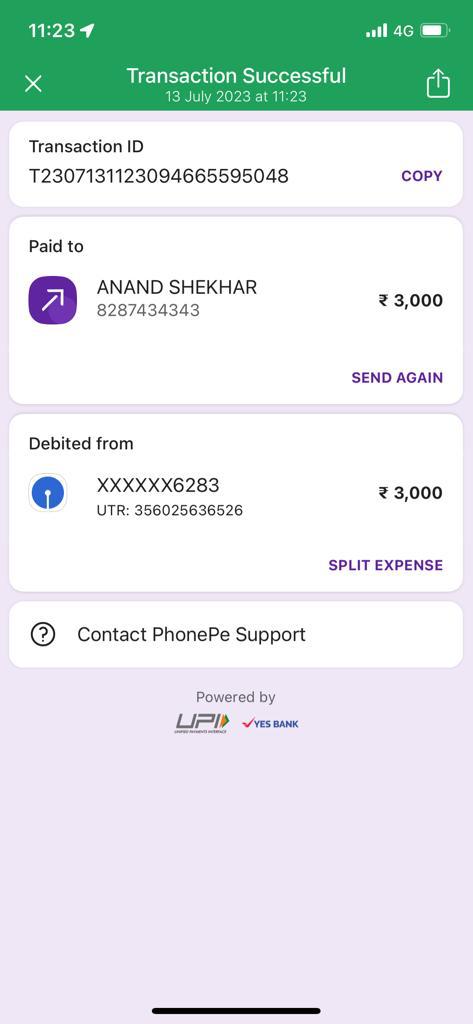 11:23
4G
Transaction Successful
13 July 2023 at 11:23
Transaction ID
T2307131123094665595048
COPY
Paid to
ANAND SHEKHAR
8287434343
₹ 3,000
SEND AGAIN
Debited from
XXXXXX6283
₹ 3,000
UTR: 356025636526
SPLIT EXPENSE
Contact PhonePe Support
Powered by
UPI
UNIFIED PAYMENTS INTERFACE
YES BANK